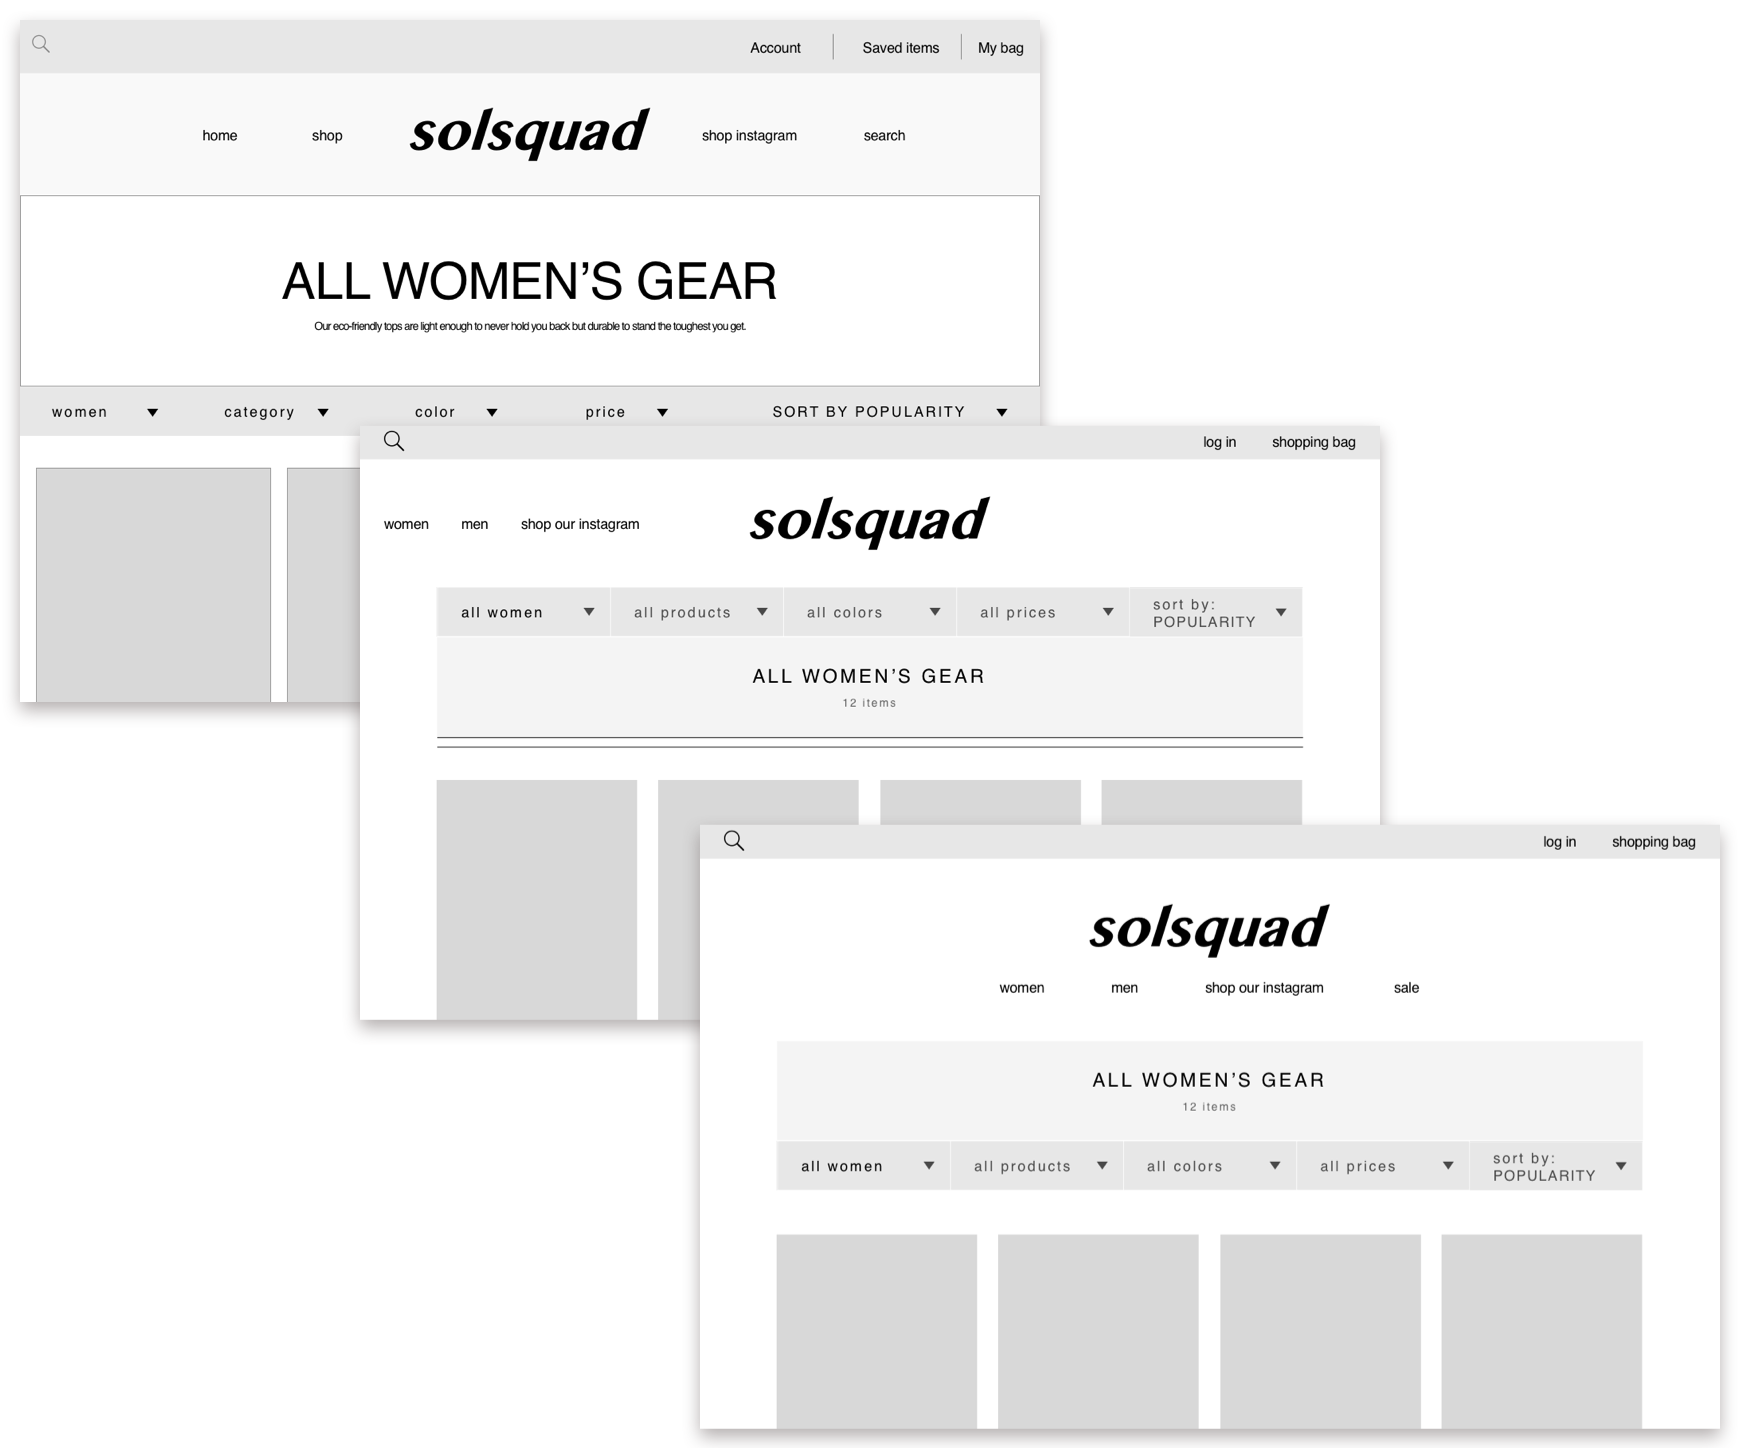 Account Saved items My bag
home shop solsquad shop instagram search
ALL WOMEN’S GEAR
Our eco-friendly tops are light enough to never hold you back but durable to stand the toughest you get.
women category color price SORT BY POPULARITY
log in shopping bag
women men shop our instagram solsquad
all women all products all colors all prices sort by:
POPULARITY
ALL WOMEN’S GEAR
12 items
log in shopping bag
solsquad
women men shop our instagram sale
ALL WOMEN’S GEAR
12 items
all women all products all colors all prices sort by:
POPULARITY